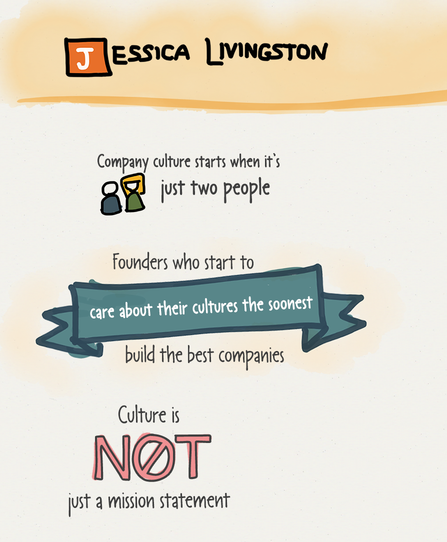 JESSICA LIVINGSTON
Company culture starts when it's
just two people
Founders who start to
care about their cultures the soonest
build the best companies
Culture is
NOT
just a mission statement